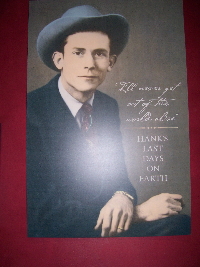 "I'll never get
out of this
world alive"
HANK'S
LAST
DAYS
ON
EARTH